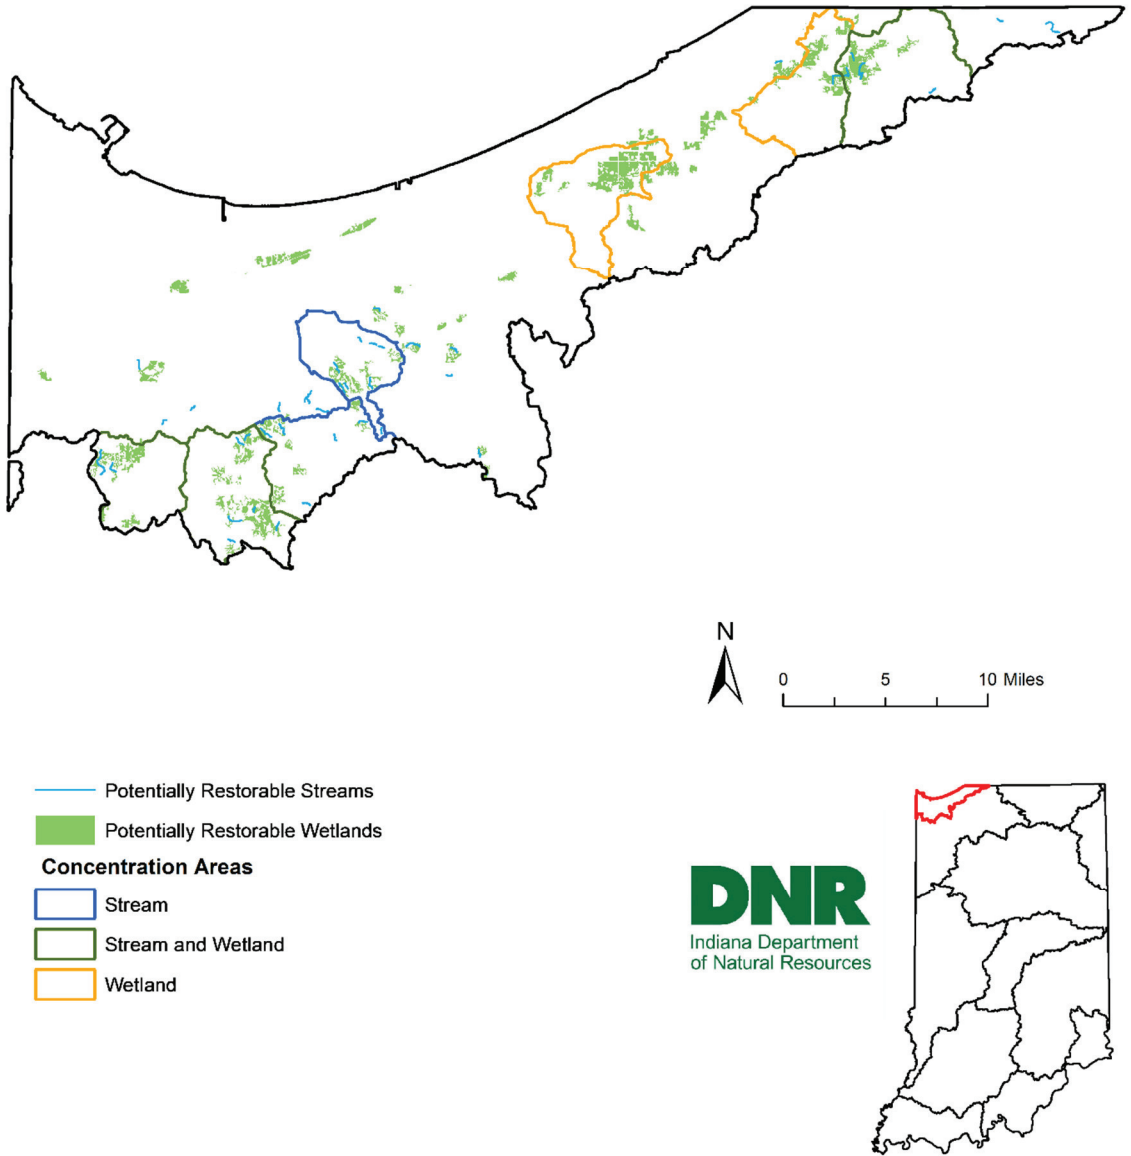 N
0 5 10 Miles
Potentially Restorable Streams
Potentially Restorable Wetlands
Concentration Areas
Stream
Stream and Wetland
Wetland
DNR
Indiana Department
of Natural Resources